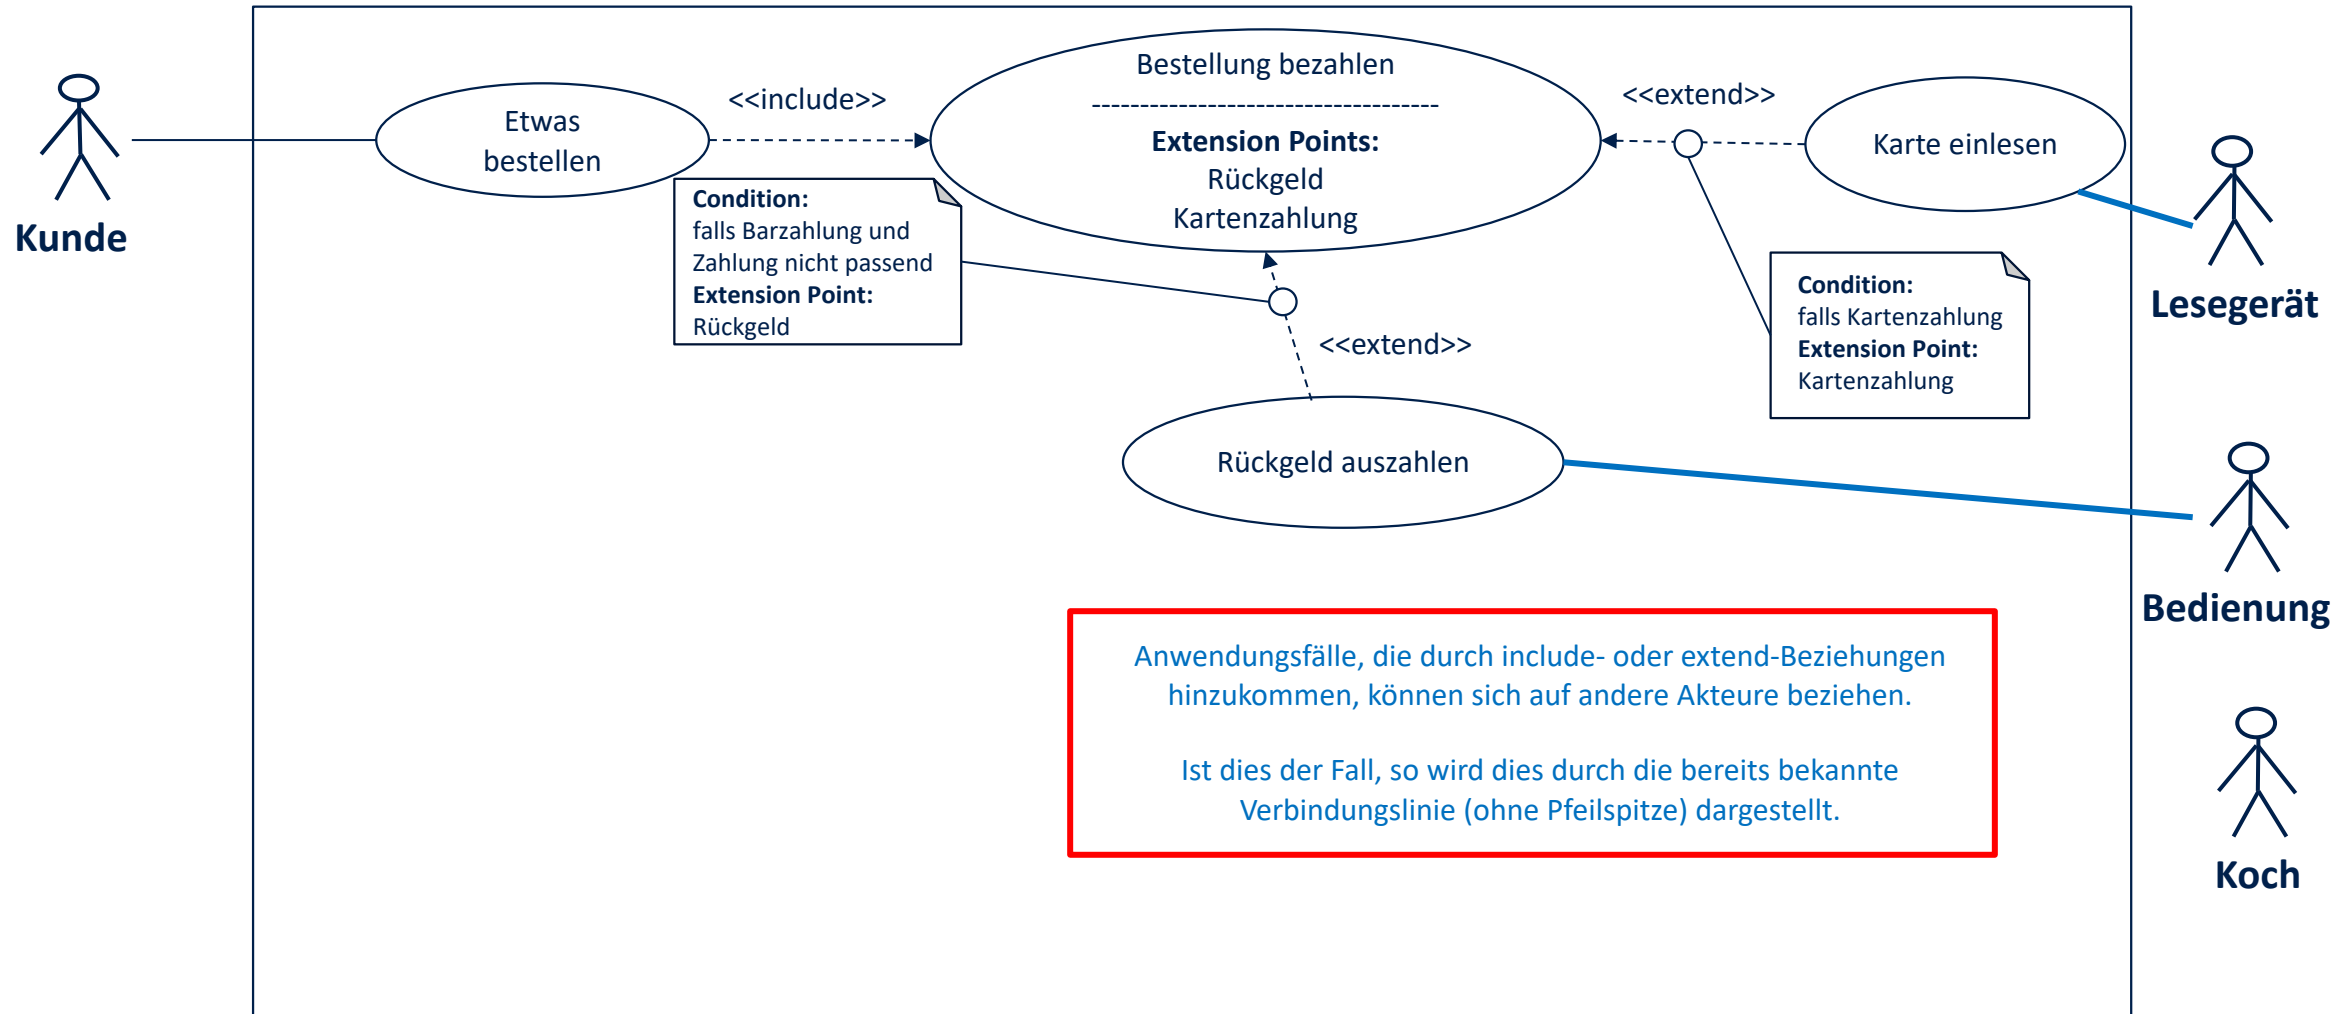 Kunde
Etwas
bestellen
<<include>>
Bestellung bezahlen
------------------------------------
Extension Points:
Rückgeld
Kartenzahlung
<<extend>>
Karte einlesen
Lesegerät
Condition:
falls Barzahlung und
Zahlung nicht passend
Extension Point:
Rückgeld
Condition:
falls Kartenzahlung
Extension Point:
Kartenzahlung
<<extend>>
Rückgeld auszahlen
Bedienung
Anwendungsfälle, die durch include- oder extend-Beziehungen
hinzukommen, können sich auf andere Akteure beziehen.
Ist dies der Fall, so wird dies durch die bereits bekannte
Verbindungslinie (ohne Pfeilspitze) dargestellt.
Koch